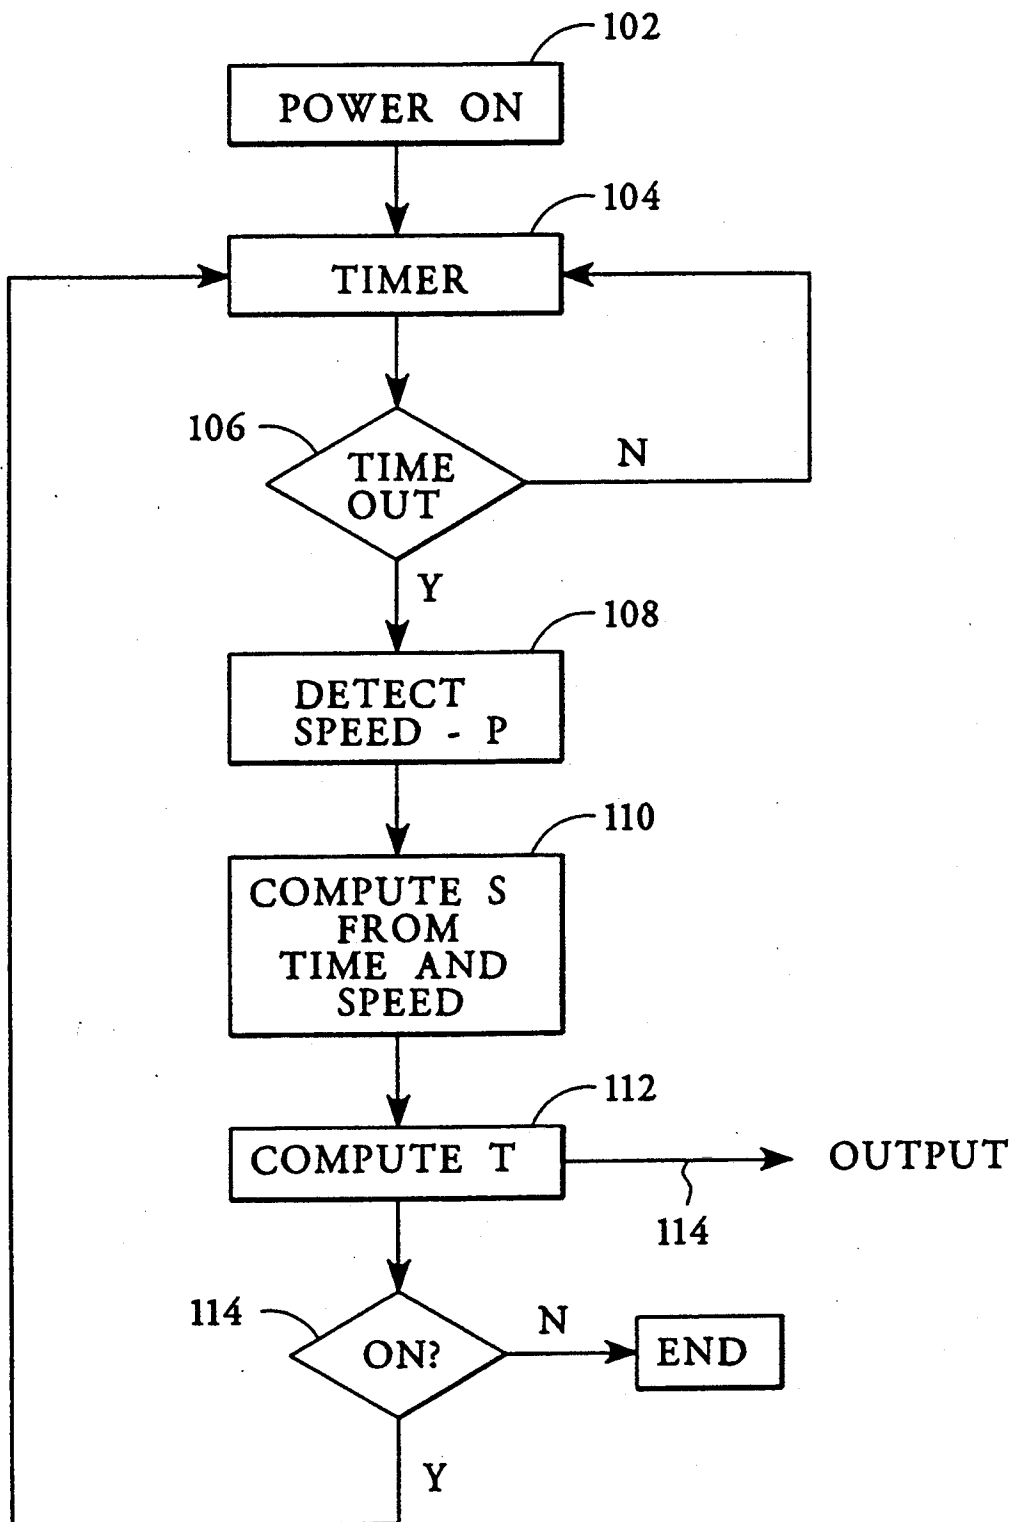 102
POWER ON
104
TIMER
106
TIME
OUT
N
Y
108
DETECT
SPEED - P
110
COMPUTE S
FROM
TIME AND
SPEED
112
COMPUTE T
OUTPUT
114
114
ON?
N
END
Y